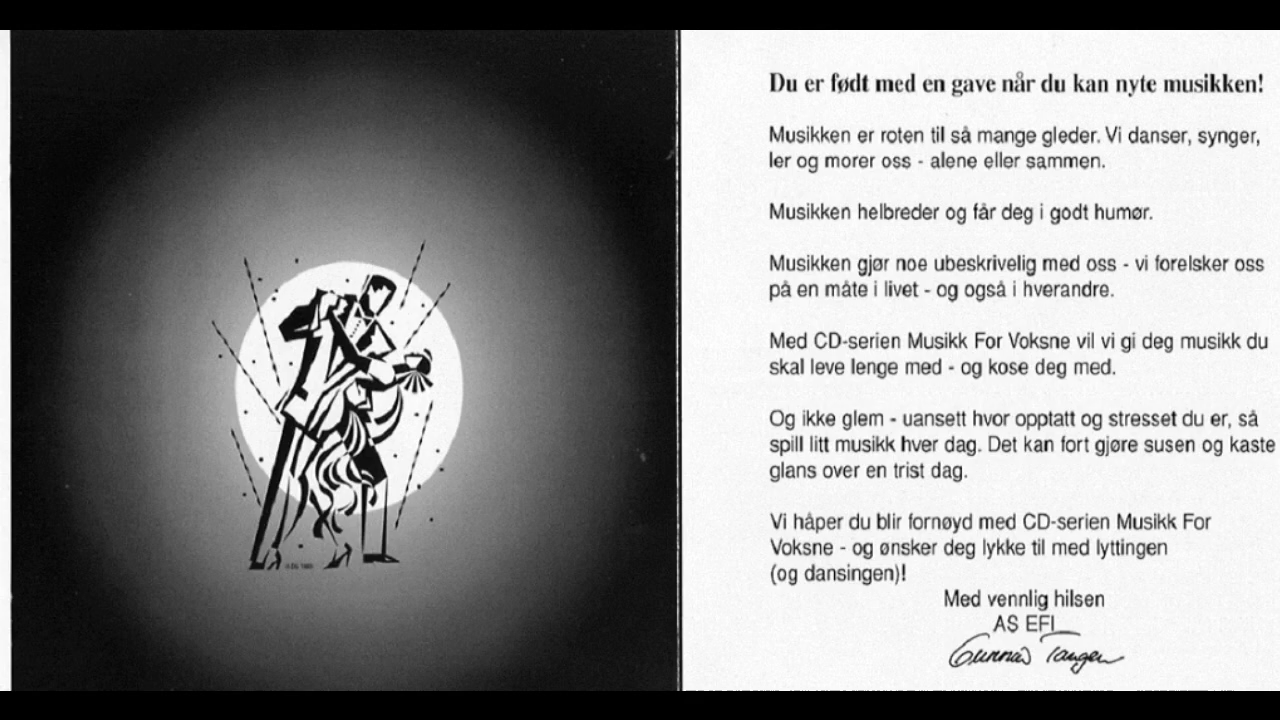 Du er født med en gave når du kan nyte musikken!
Musikken er roten til så mange gleder. Vi danser, synger,
ler og morer oss - alene eller sammen.
Musikken helbreder og får deg i godt humør.
Musikken gjør noe ubeskrivelig med oss - vi forelsker oss
på en måte i livet - og også i hverandre.
Med CD-serien Musikk For Voksne vil vi gi deg musikk du
skal leve lenge med - og kose deg med.
Og ikke glem - uansett hvor opptatt og stresset du er, så
spill litt musikk hver dag. Det kan fort gjøre susen og kaste
glans over en trist dag.
Vi håper du blir fornøyd med CD-serien Musikk For
Voksne - og ønsker deg lykke til med lyttingen
(og dansingen)!
Med vennlig hilsen
AS EFI
Gunnar Tangen